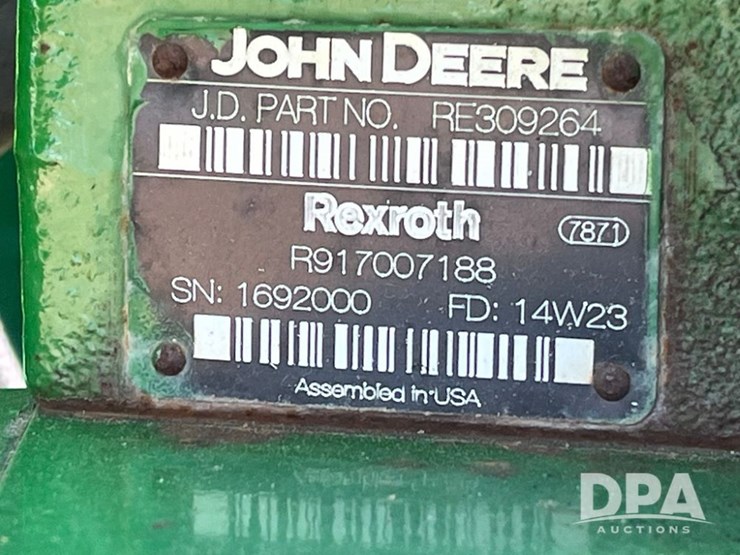 JOHN DEERE
J.D. PART NO. RE309264
Rexroth
7871
R917007188
SN: 1692000 FD: 14W23
Assembled in USA
DPA
AUCTIONS